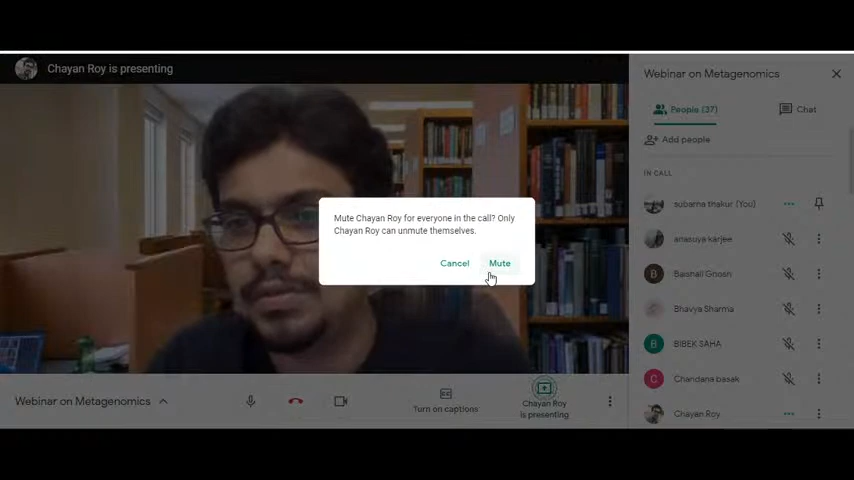 Chayan Roy is presenting
Webinar on Metagenomics
People (37)
Chat
Add people
IN CALL
subarna thakur (You)
anasuya karjee
Baishali Ghosh
Bhavya Sharma
B
BIBEK SAHA
B
C
Chandana basak
Chayan Roy
Mute Chayan Roy for everyone in the call? Only
Chayan Roy can unmute themselves.
Cancel
Mute
Webinar on Metagenomics
CC
Turn on captions
Chayan Roy
is presenting